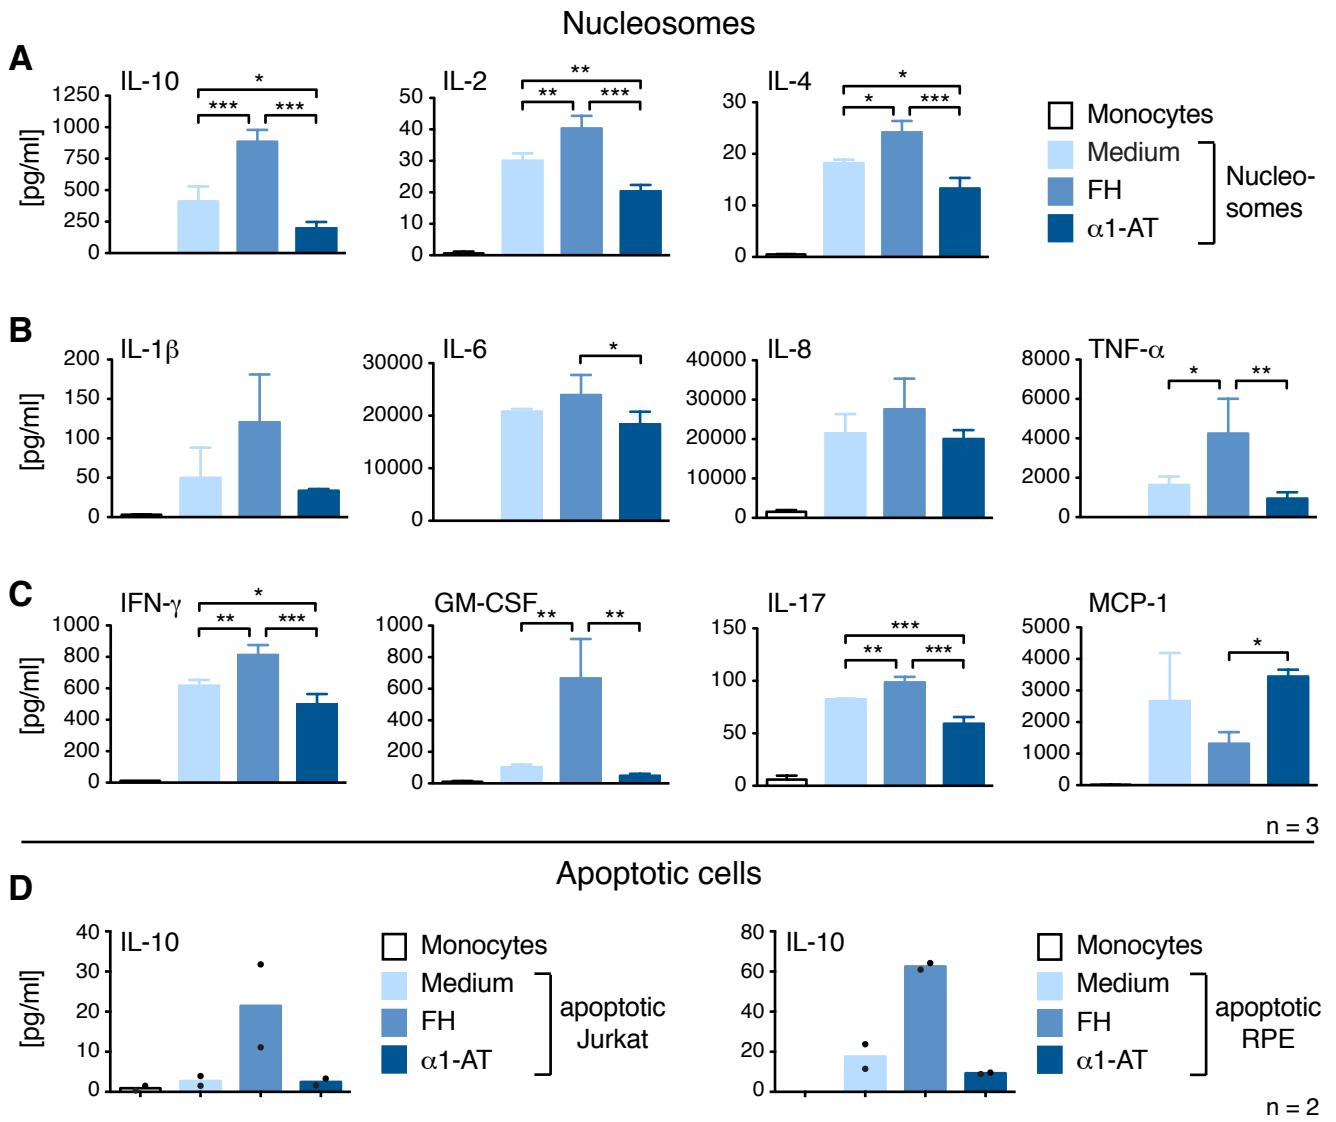 Nucleosomes
A
IL-10
[pg/ml]
1250
1000
750
500
250
0
*
***
***
IL-2
50
40
30
20
10
0
**
**
***
IL-4
30
20
10
0
*
*
***
Monocytes
Medium
FH
α1-AT
Nucleo-
somes
B
IL-1β
[pg/ml]
200
150
100
50
0
IL-6
30000
20000
10000
0
*
IL-8
40000
30000
20000
10000
0
TNF-α
8000
6000
4000
2000
0
*
**
C
IFN-γ
[pg/ml]
1000
800
600
400
200
0
*
**
***
GM-CSF
1000
800
600
400
200
0
**
**
IL-17
150
100
50
0
***
**
***
MCP-1
5000
4000
3000
2000
1000
0
*
n = 3
Apoptotic cells
D
IL-10
[pg/ml]
40
30
20
10
0
Monocytes
Medium
FH
α1-AT
apoptotic
Jurkat
IL-10
80
60
40
20
0
Monocytes
Medium
FH
α1-AT
apoptotic
RPE
n = 2